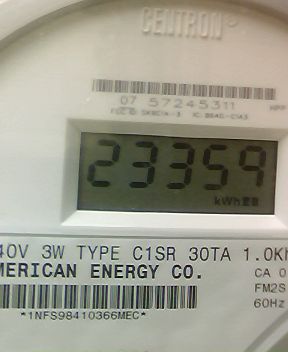 CENTRON®
07 57245311
23359
kWh
40V 3W TYPE C1SR 30TA 1.0Kh
MERICAN ENERGY CO.
CA 0
FM2S
60Hz
*1NFS98410366MEC*